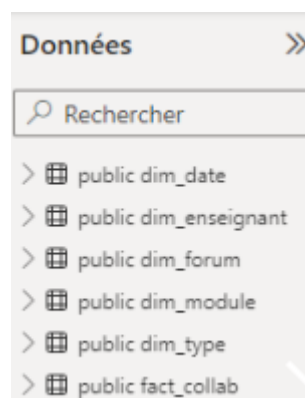 Données
Rechercher
public dim_date
public dim_enseignant
public dim_forum
public dim_module
public dim_type
public fact_collab